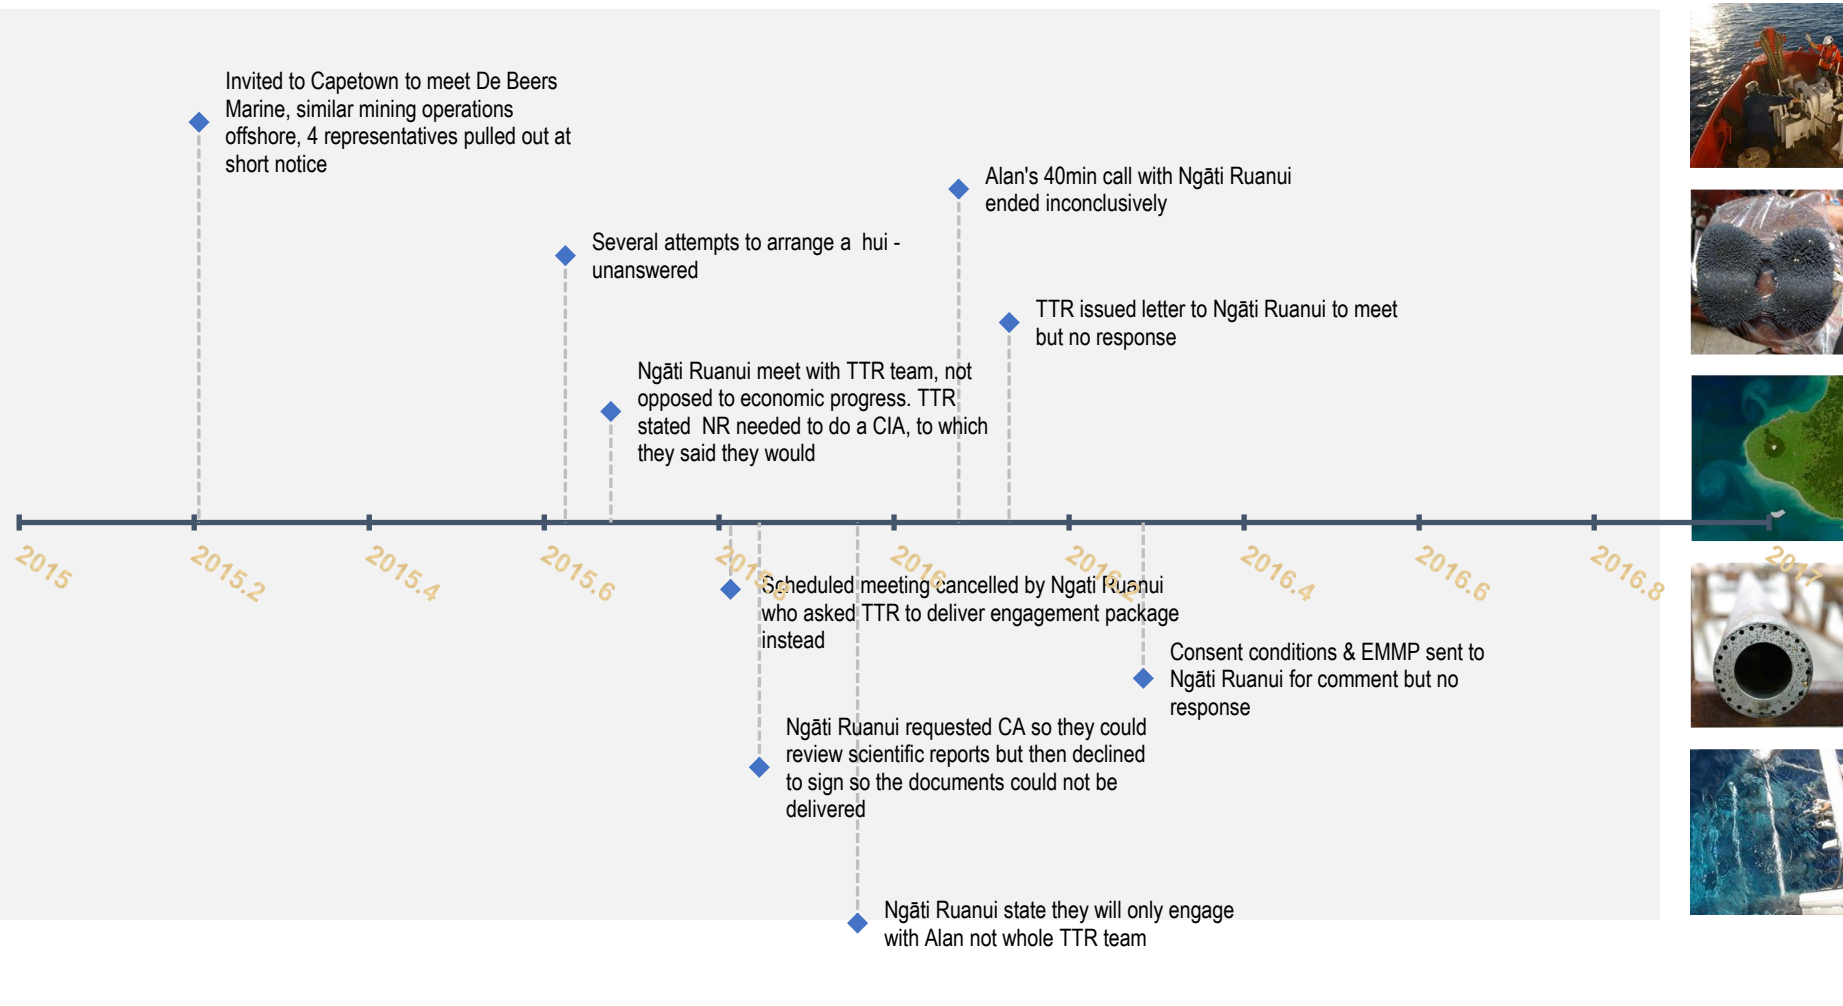 Invited to Capetown to meet De Beers
Marine, similar mining operations
offshore, 4 representatives pulled out at
short notice
Alan's 40min call with Ngāti Ruanui
ended inconclusively
Several attempts to arrange a  hui -
unanswered
TTR issued letter to Ngāti Ruanui to meet
but no response
Ngāti Ruanui meet with TTR team, not
opposed to economic progress. TTR
stated  NR needed to do a CIA, to which
they said they would
2015
2015.2
2015.4
2015.6
2015.8
2016
2016.2
2016.4
2016.6
2016.8
2017
Scheduled meeting cancelled by Ngati Ruanui
who asked TTR to deliver engagement package
instead
Consent conditions & EMMP sent to
Ngāti Ruanui for comment but no
response
Ngāti Ruanui requested CA so they could
review scientific reports but then declined
to sign so the documents could not be
delivered
Ngāti Ruanui state they will only engage
with Alan not whole TTR team